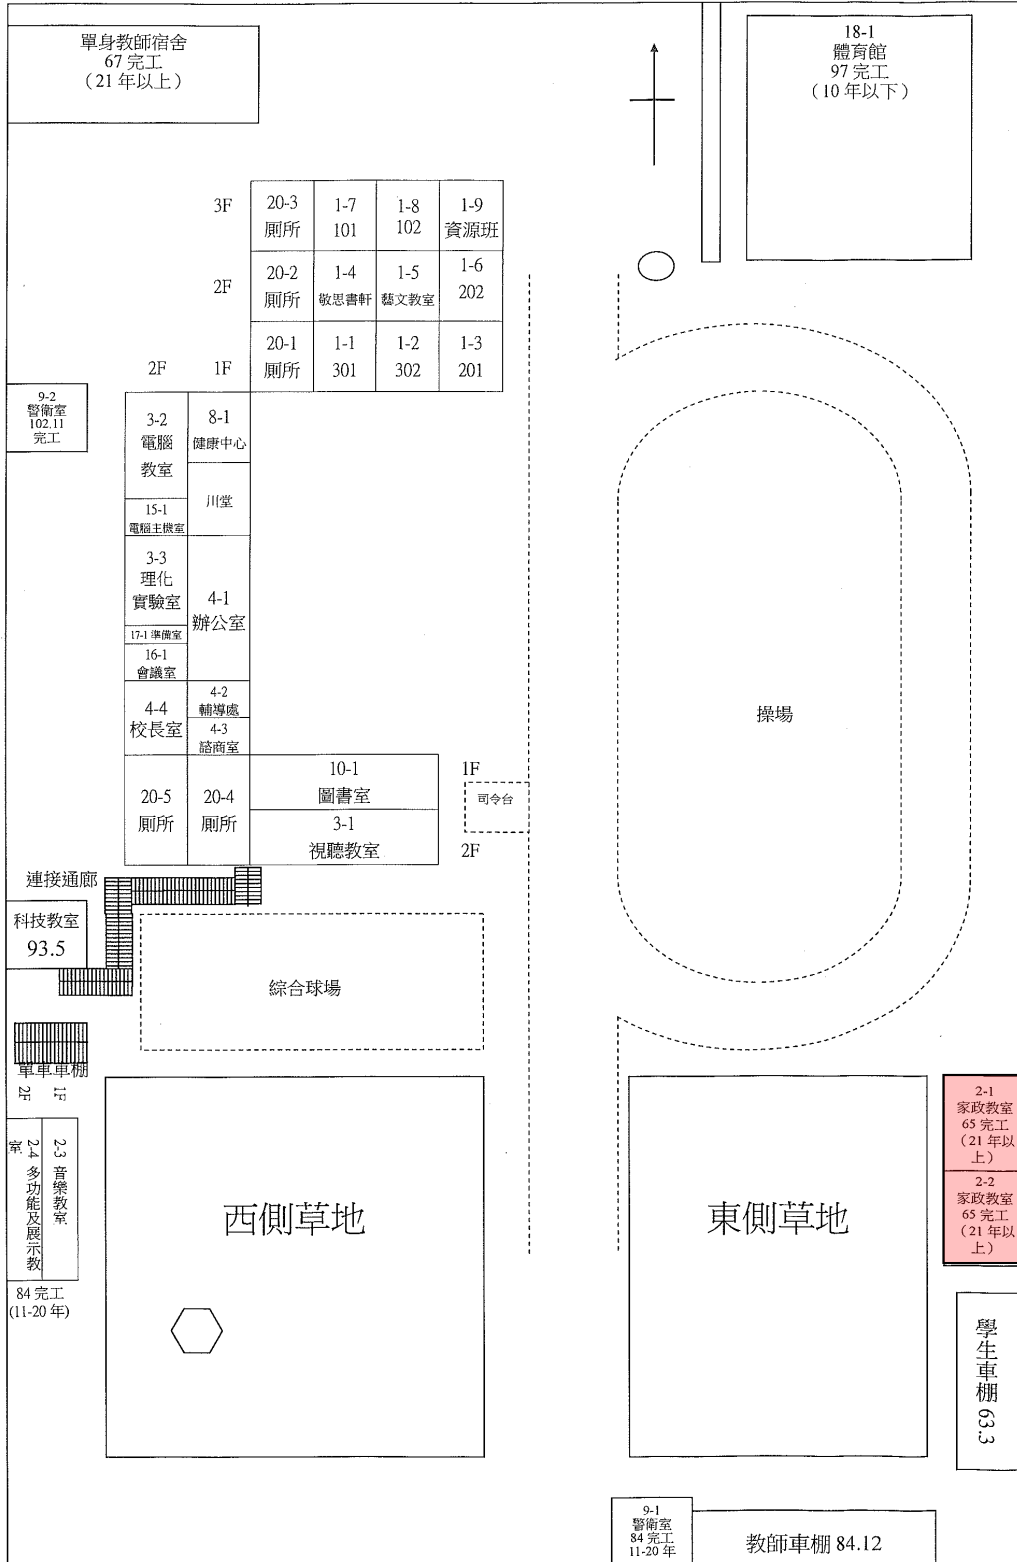 單身教師宿舍
67 完工
（21 年以上）
18-1
體育館
97 完工
（10 年以下）
3F
20-3
廁所
1-7
101
1-8
102
1-9
資源班
2F
20-2
廁所
1-4
敬思書軒
1-5
藝文教室
1-6
202
20-1
廁所
1-1
301
1-2
302
1-3
201
2F
1F
9-2
警衛室
102.11
完工
3-2
電腦
教室
8-1
健康中心
川堂
15-1
電腦主機室
3-3
理化
實驗室
4-1
辦公室
17-1 準備室
16-1
會議室
4-4
校長室
4-2
輔導處
4-3
諮商室
操場
20-5
廁所
20-4
廁所
10-1
圖書室
3-1
視聽教室
1F
司令台
2F
連接通廊
科技教室
93.5
綜合球場
單車車棚
2F
1F
2-4 多功能及展示教
室
2-3 音樂教室
84 完工
(11-20 年)
西側草地
東側草地
2-1
家政教室
65 完工
（21 年以
上）
2-2
家政教室
65 完工
（21 年以
上）
學生車棚 63.3
9-1
警衛室
84 完工
11-20 年
教師車棚 84.12